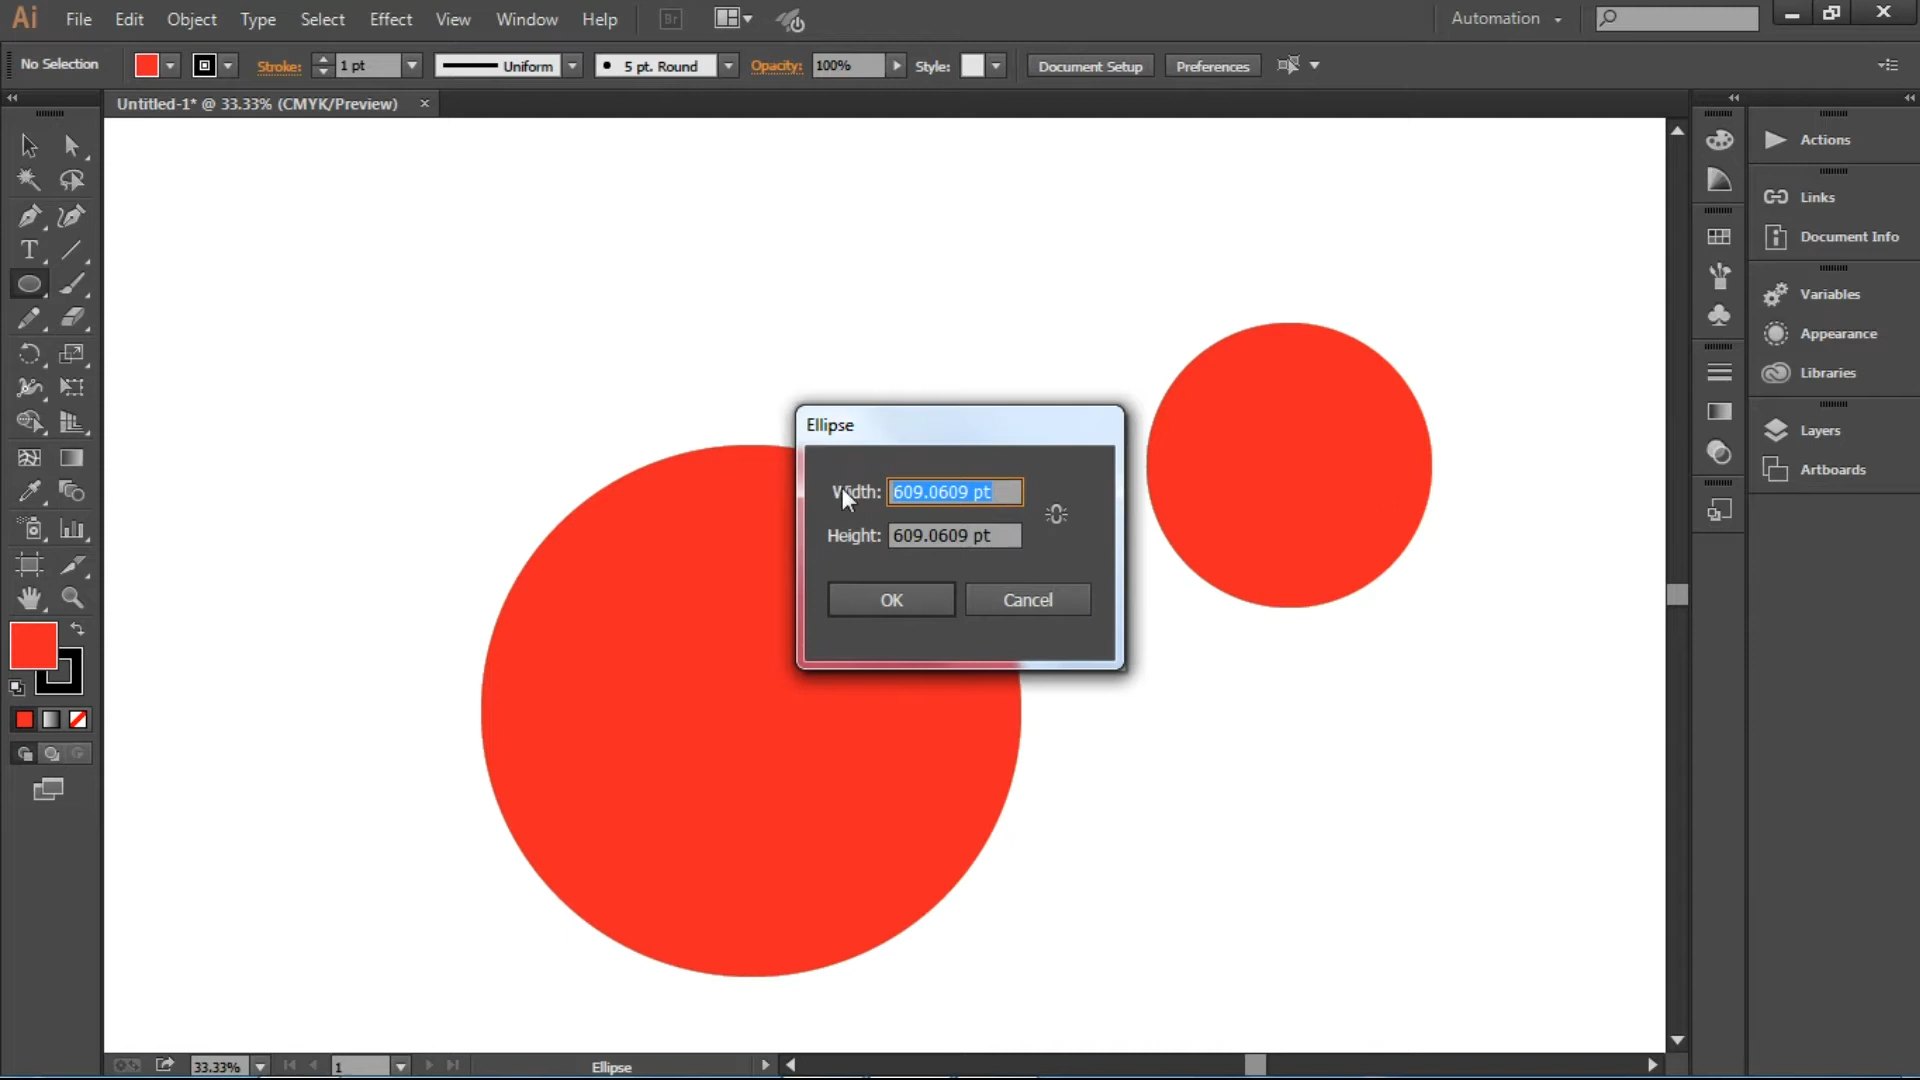 Ai File Edit Object Type Select Effect View Window Help Br Automation
No Selection Stroke: 1 pt Uniform 5 pt. Round Opacity: 100% Style: Document Setup Preferences
Untitled-1* @ 33.33% (CMYK/Preview) ×
Actions
Links
Document Info
Variables
Appearance
Libraries
Layers
Artboards
Ellipse
Width: 609.0609 pt
Height: 609.0609 pt
OK Cancel
33.33% 1 Ellipse